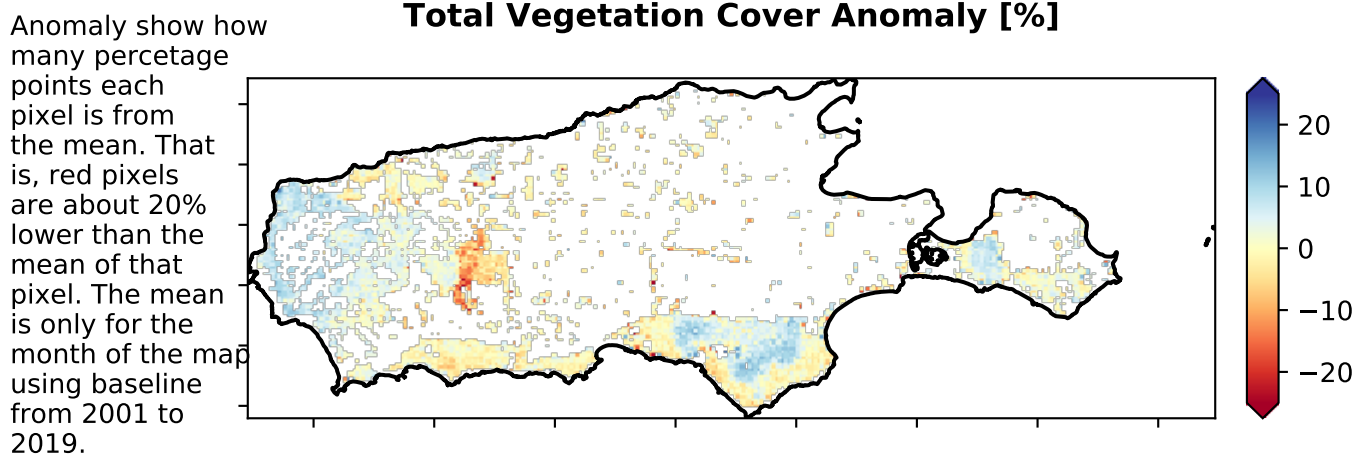 Total Vegetation Cover Anomaly [%]
Anomaly show how
many percetage
points each
pixel is from
the mean. That
is, red pixels
are about 20%
lower than the
mean of that
pixel. The mean
is only for the
month of the map
using baseline
from 2001 to
2019.
20
10
0
−10
−20